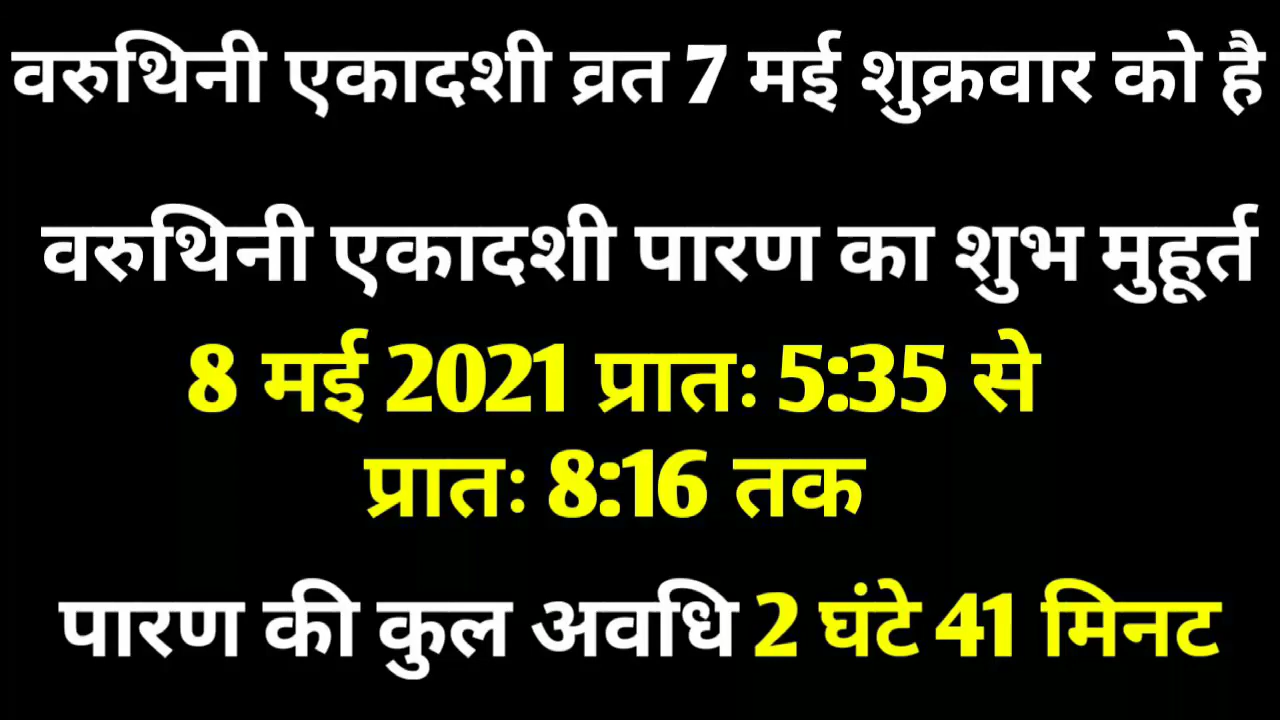 वरुथिनी एकादशी व्रत 7 मई शुक्रवार को है
वरुथिनी एकादशी पारण का शुभ मुहूर्त
8 मई 2021 प्रातः 5:35 से
प्रातः 8:16 तक
पारण की कुल अवधि 2 घंटे 41 मिनट